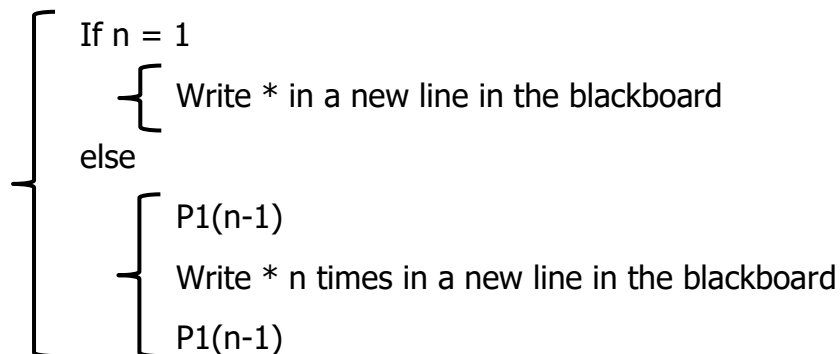 If n = 1
Write * in a new line in the blackboard
else
P1(n-1)
Write * n times in a new line in the blackboard
P1(n-1)